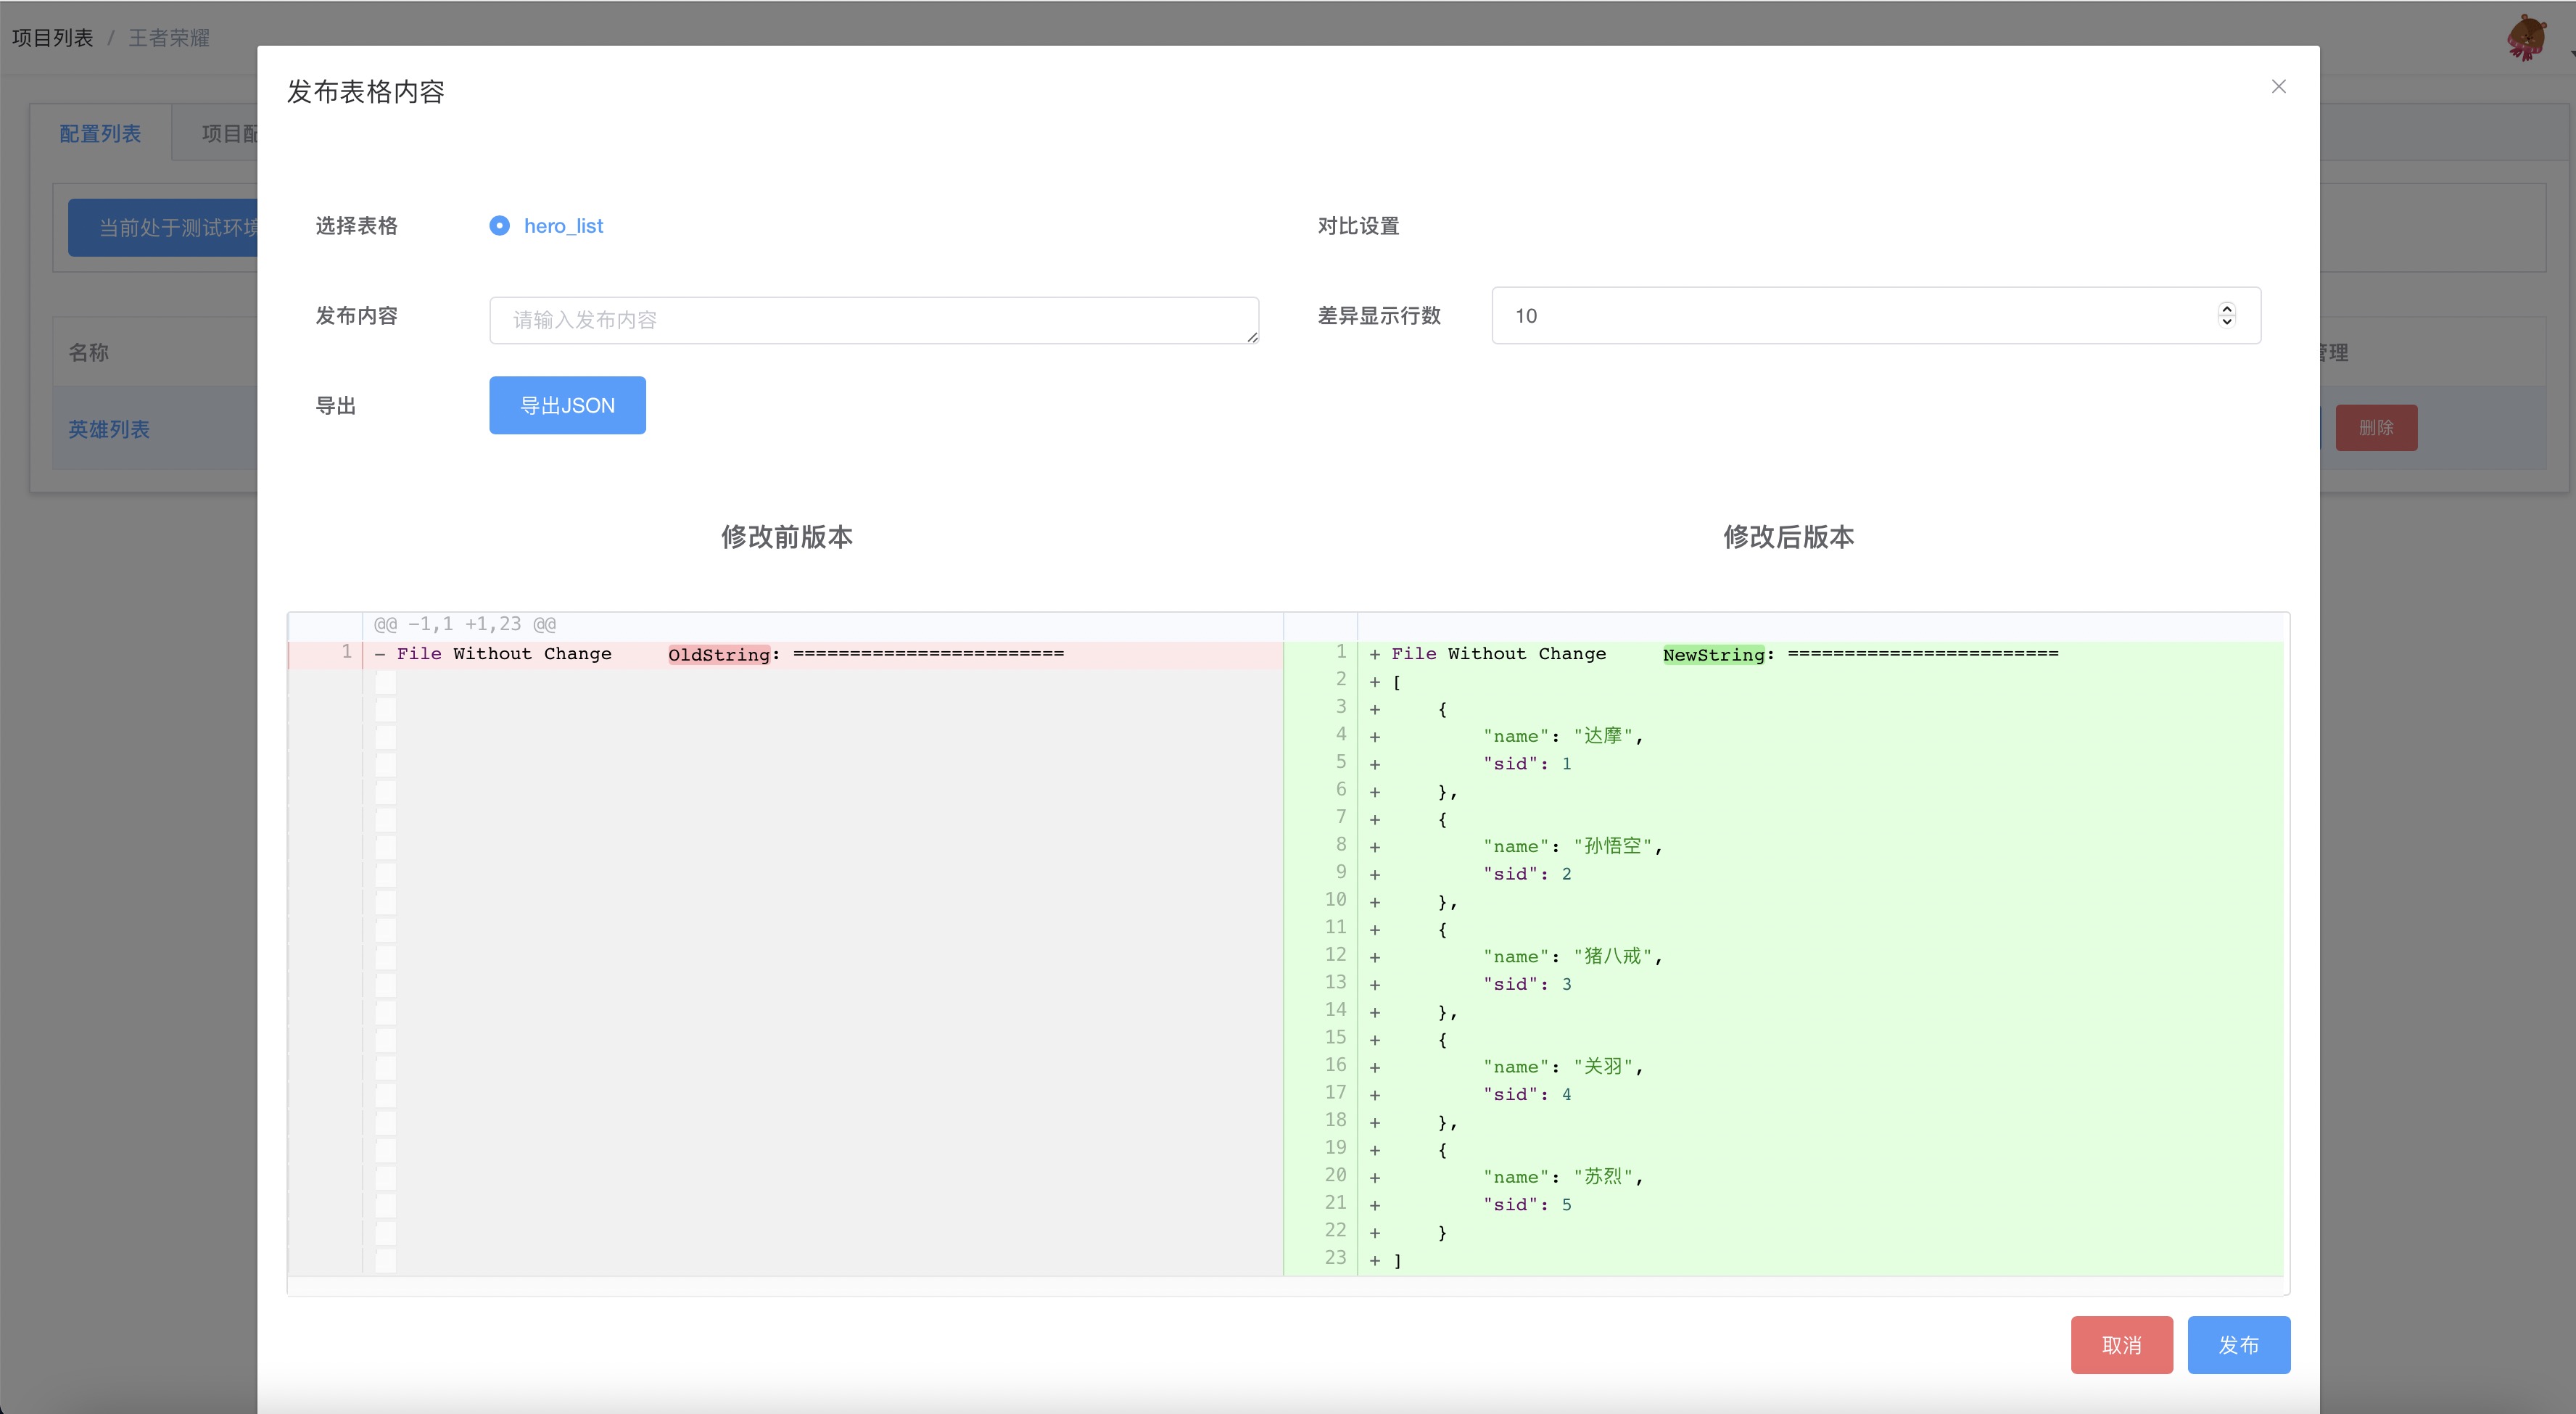 项目列表 / 王者荣耀
发布表格内容
配置列表
项目配
当前处于测试环境
选择表格
hero_list
对比设置
发布内容
请输入发布内容
差异显示行数
10
名称
管理
导出
导出JSON
英雄列表
删除
修改前版本
修改后版本
@@ -1,1 +1,23 @@
1 - File Without Change OldString: ========================
1 + File Without Change NewString: ========================
2 + [
3 + {
4 + "name": "达摩",
5 + "sid": 1
6 + },
7 + {
8 + "name": "孙悟空",
9 + "sid": 2
10 + },
11 + {
12 + "name": "猪八戒",
13 + "sid": 3
14 + },
15 + {
16 + "name": "关羽",
17 + "sid": 4
18 + },
19 + {
20 + "name": "苏烈",
21 + "sid": 5
22 + }
23 + ]
取消
发布